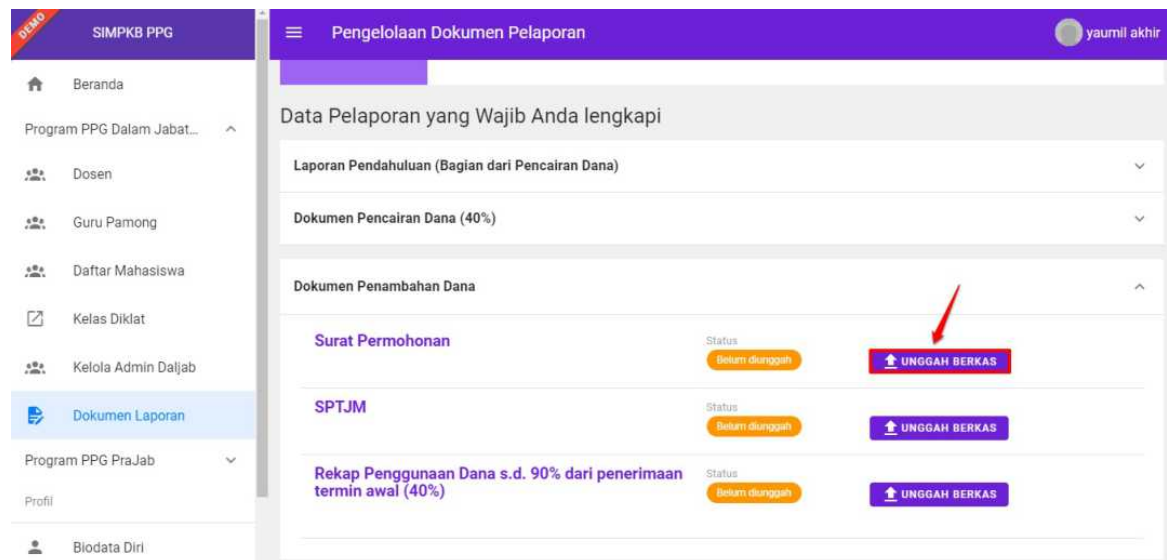 DEMO
SIMPKB PPG
Pengelolaan Dokumen Pelaporan
yaumil akhir
Beranda
Program PPG Dalam Jabat...
Dosen
Guru Pamong
Daftar Mahasiswa
Kelas Diklat
Kelola Admin Daljab
Dokumen Laporan
Program PPG PraJab
Profil
Biodata Diri
Data Pelaporan yang Wajib Anda lengkapi
Laporan Pendahuluan (Bagian dari Pencairan Dana)
Dokumen Pencairan Dana (40%)
Dokumen Penambahan Dana
Surat Permohonan
Status
Belum diunggah
UNGGAH BERKAS
SPTJM
Status
Belum diunggah
UNGGAH BERKAS
Rekap Penggunaan Dana s.d. 90% dari penerimaan
termin awal (40%)
Status
Belum diunggah
UNGGAH BERKAS